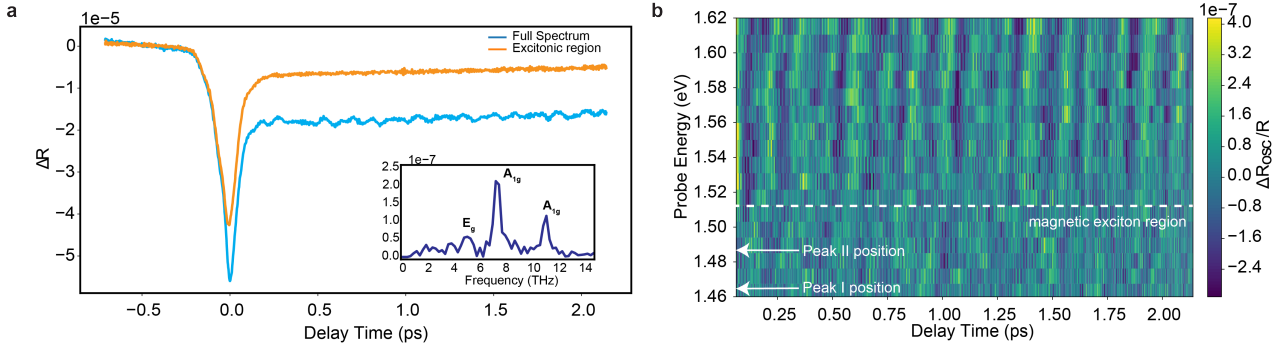 a
1e−5
0
−1
−2
−3
−4
−5
ΔR
−0.5
0.0
0.5
1.0
1.5
2.0
Delay Time (ps)
Full Spectrum
Excitonic region
1e−7
2.5
2.0
1.5
1.0
0.5
0.0
0 2 4 6 8 10 12 14
Frequency (THz)
Eg
A1g
A1g
b
1.62
1.60
1.58
1.56
1.54
1.52
1.50
1.48
1.46
Probe Energy (eV)
0.25 0.50 0.75 1.00 1.25 1.50 1.75 2.00
Delay Time (ps)
magnetic exciton region
Peak II position
Peak I position
1e−7
4.0
3.2
2.4
1.6
0.8
0.0
−0.8
−1.6
−2.4
ΔROSC/R